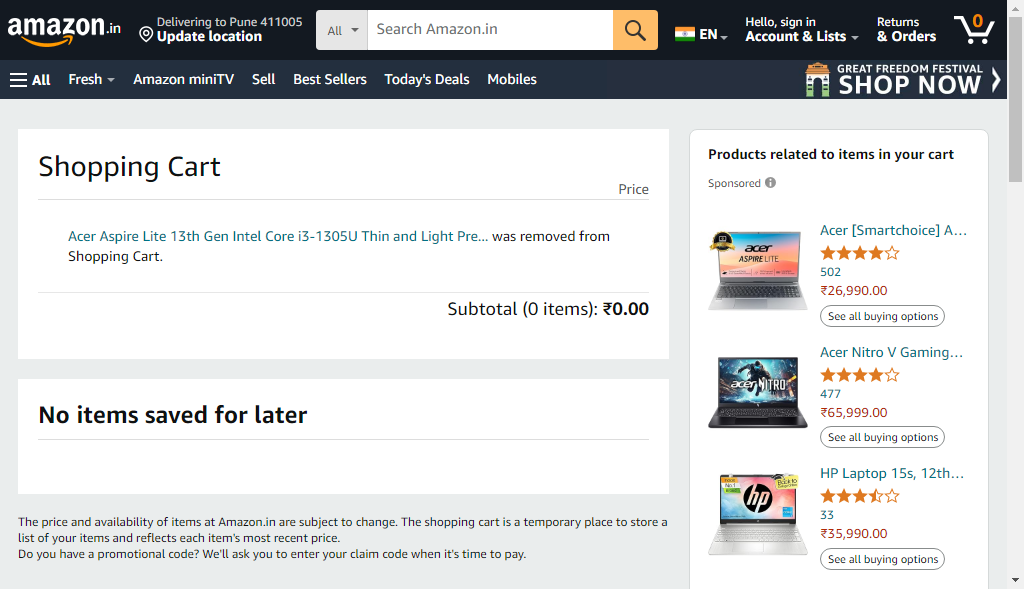 amazon.in
Delivering to Pune 411005
Update location
All
Search Amazon.in
EN
Hello, sign in
Account & Lists
Returns
& Orders
0
All
Fresh
Amazon miniTV
Sell
Best Sellers
Today's Deals
Mobiles
GREAT FREEDOM FESTIVAL
SHOP NOW
Shopping Cart
Price
Acer Aspire Lite 13th Gen Intel Core i3-1305U Thin and Light Pre... was removed from
Shopping Cart.
Subtotal (0 items): ₹0.00
No items saved for later
The price and availability of items at Amazon.in are subject to change. The shopping cart is a temporary place to store a
list of your items and reflects each item's most recent price.
Do you have a promotional code? We'll ask you to enter your claim code when it's time to pay.
Products related to items in your cart
Sponsored
acer
ASPIRE LITE
Acer [Smartchoice] A...
502
₹26,990.00
See all buying options
acer NITRO
Acer Nitro V Gaming...
477
₹65,999.00
See all buying options
hp
HP Laptop 15s, 12th...
33
₹35,990.00
See all buying options